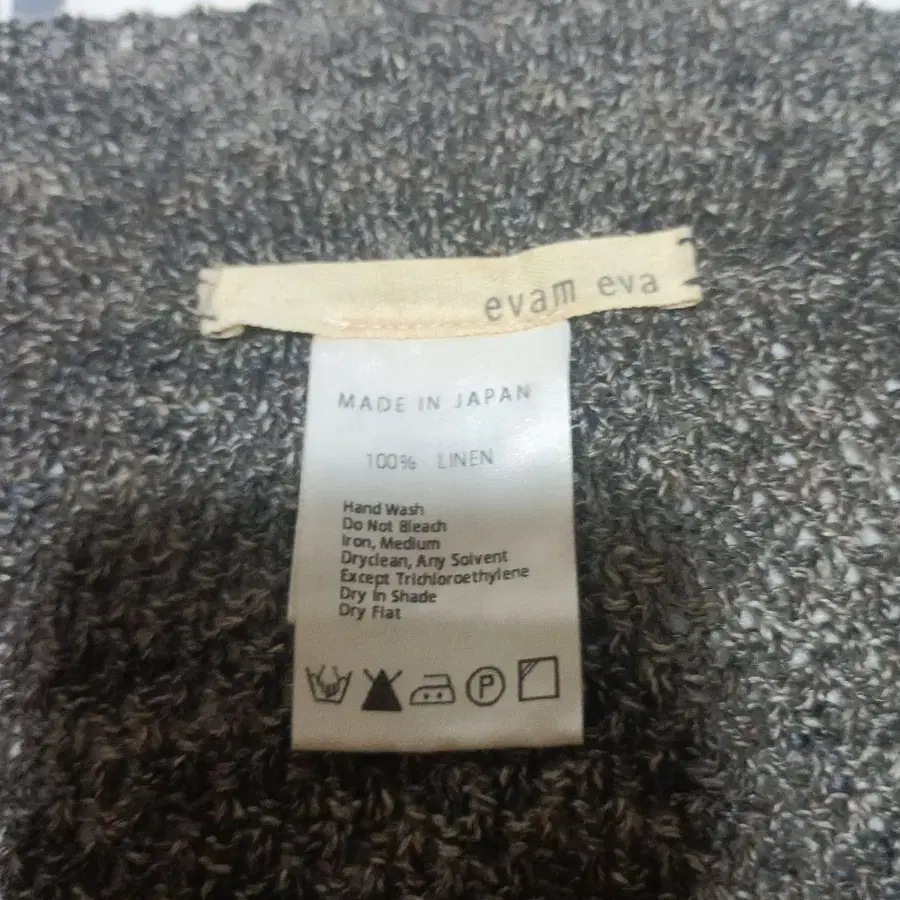 evam eva
MADE IN JAPAN
100% LINEN
Hand Wash
Do Not Bleach
Iron, Medium
Dryclean, Any Solvent
Except Trichloroethylene
Dry In Shade
Dry Flat
P